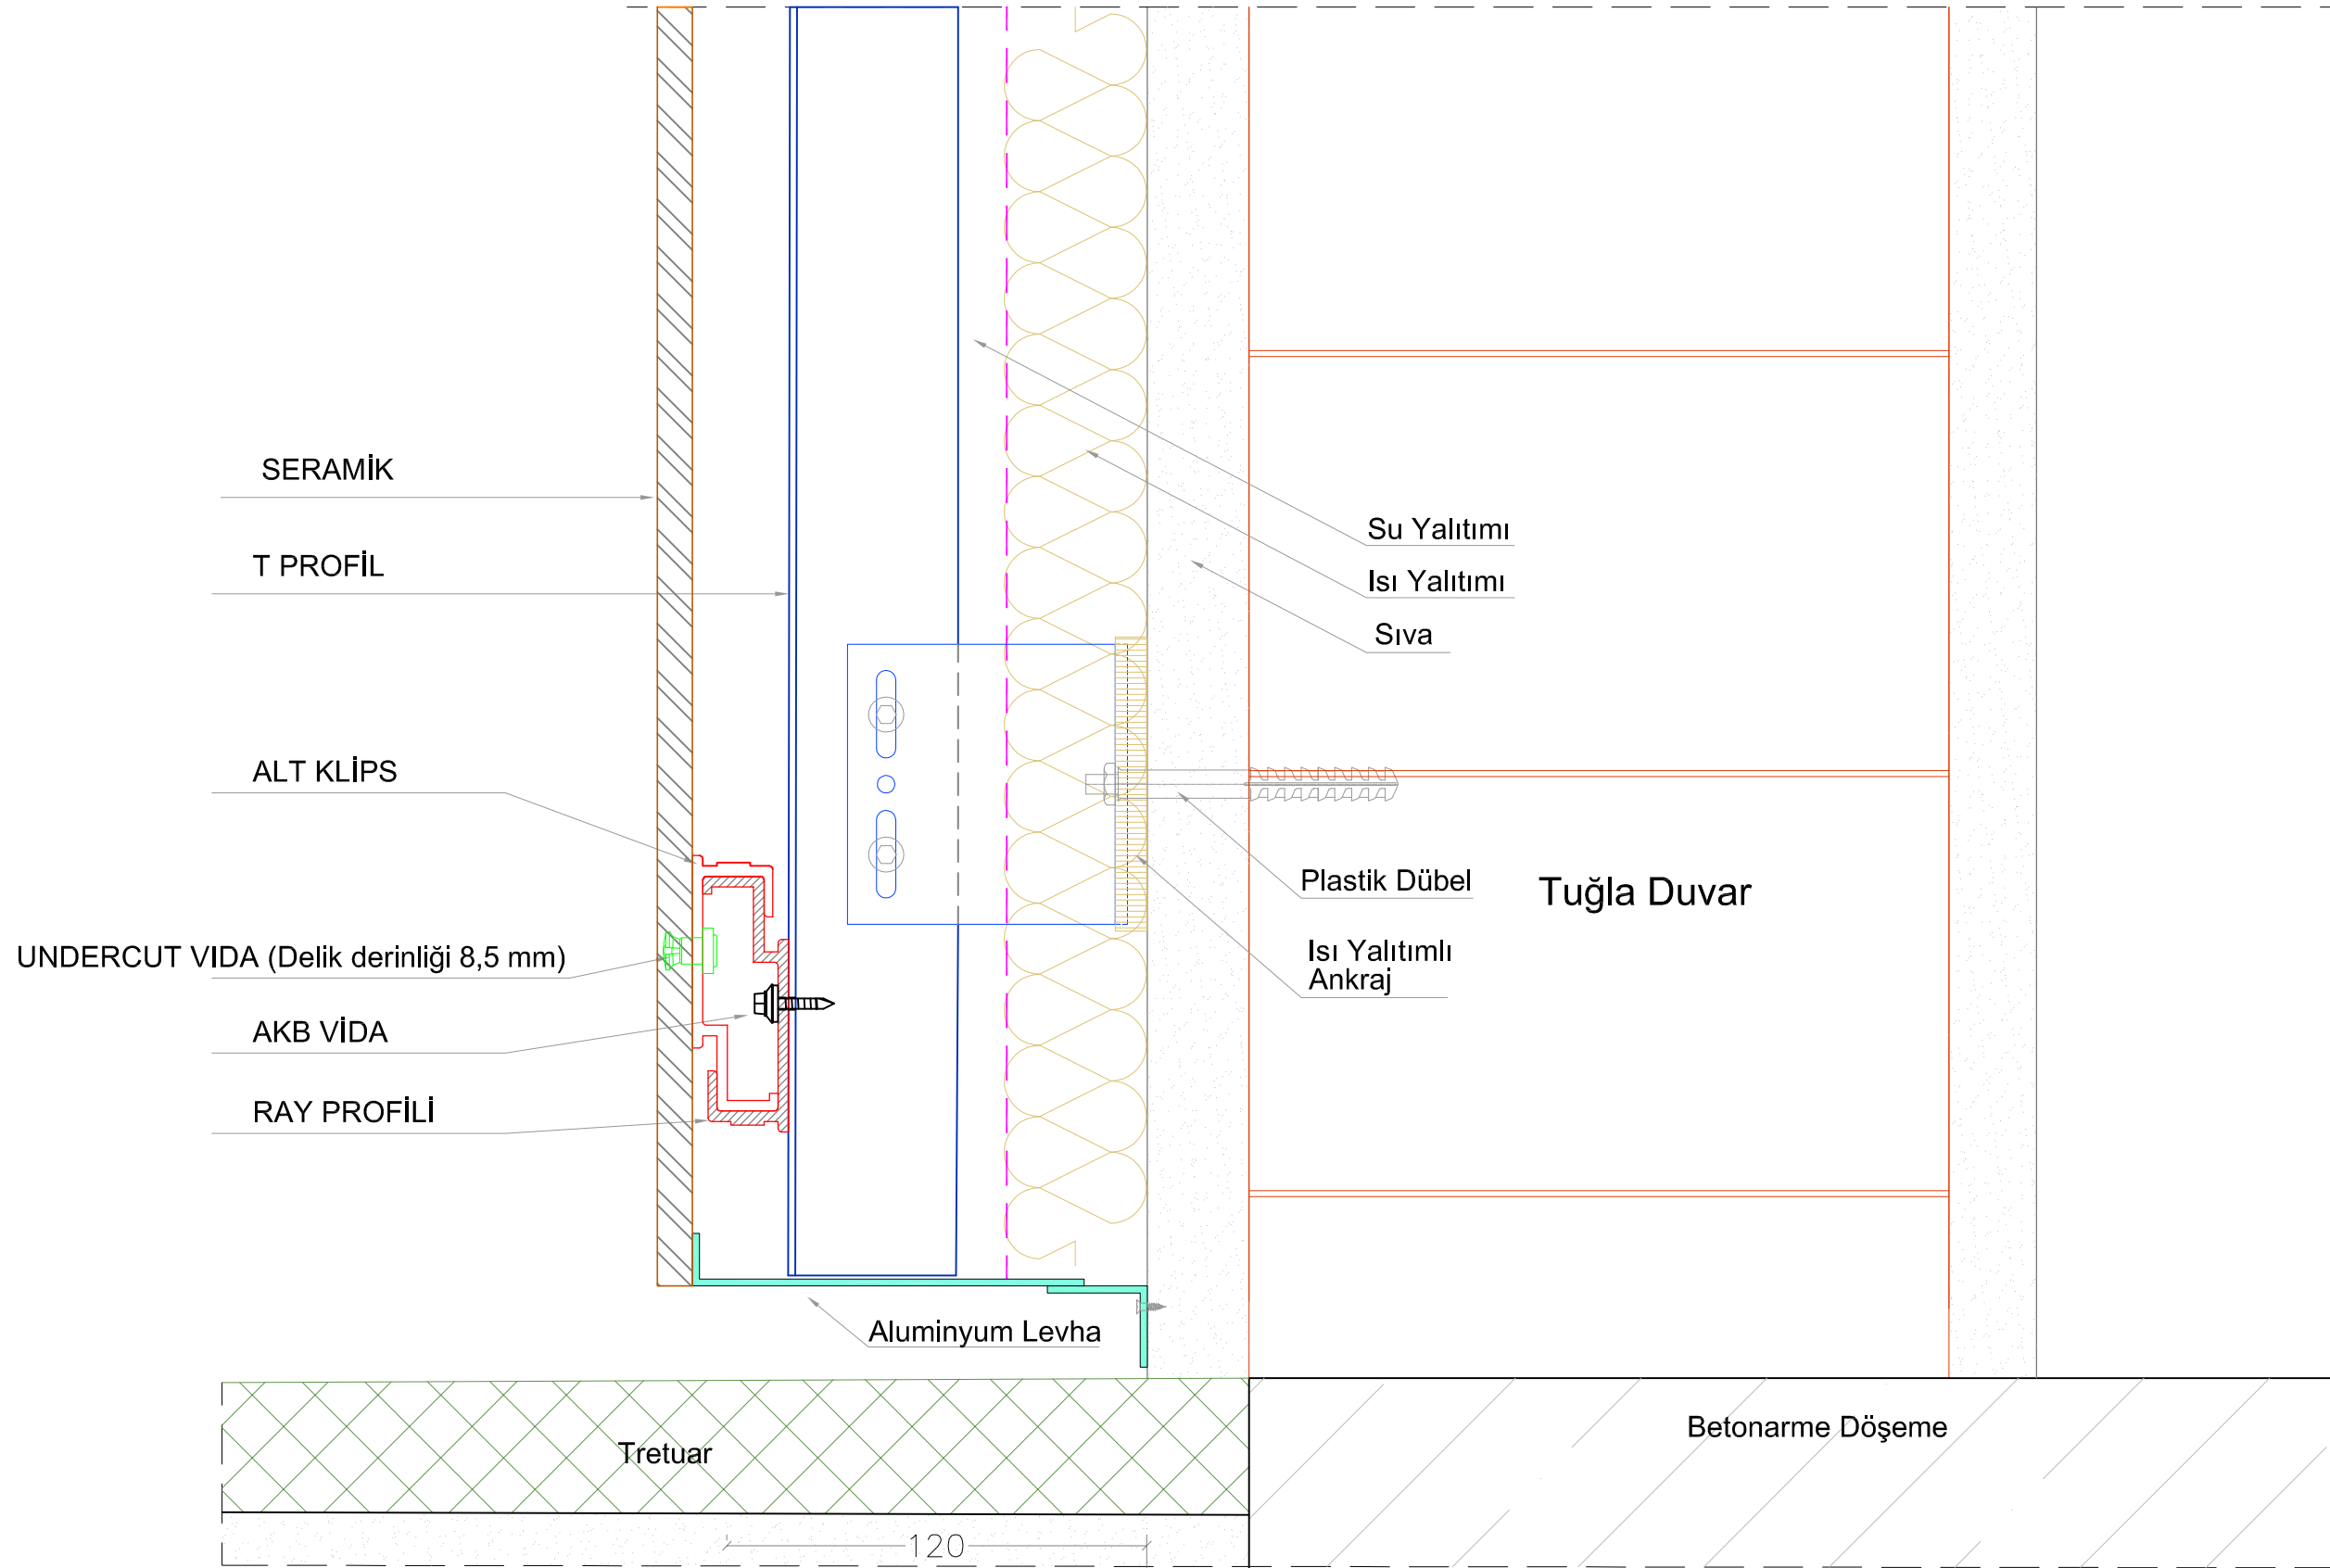 SERAMİK
T PROFİL
ALT KLİPS
UNDERCUT VIDA (Delik derinliği 8,5 mm)
AKB VİDA
RAY PROFİLİ
Su Yalıtımı
Isı Yalıtımı
Sıva
Plastik Dübel
Tuğla Duvar
Isı Yalıtımlı
Ankraj
Aluminyum Levha
Tretuar
Betonarme Döşeme
120